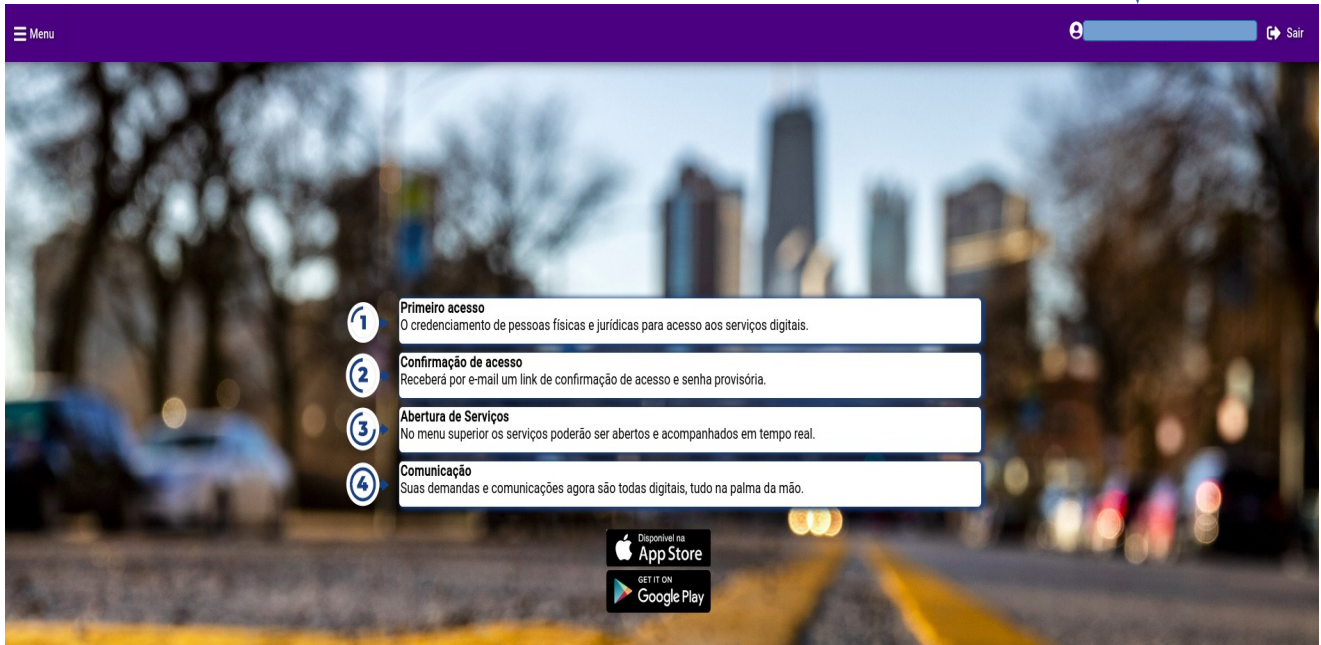 Menu
Sair
1
Primeiro acesso
O credenciamento de pessoas físicas e jurídicas para acesso aos serviços digitais.
2
Confirmação de acesso
Receberá por e-mail um link de confirmação de acesso e senha provisória.
3
Abertura de Serviços
No menu superior os serviços poderão ser abertos e acompanhados em tempo real.
4
Comunicação
Suas demandas e comunicações agora são todas digitais, tudo na palma da mão.
Disponível na
App Store
GET IT ON
Google Play